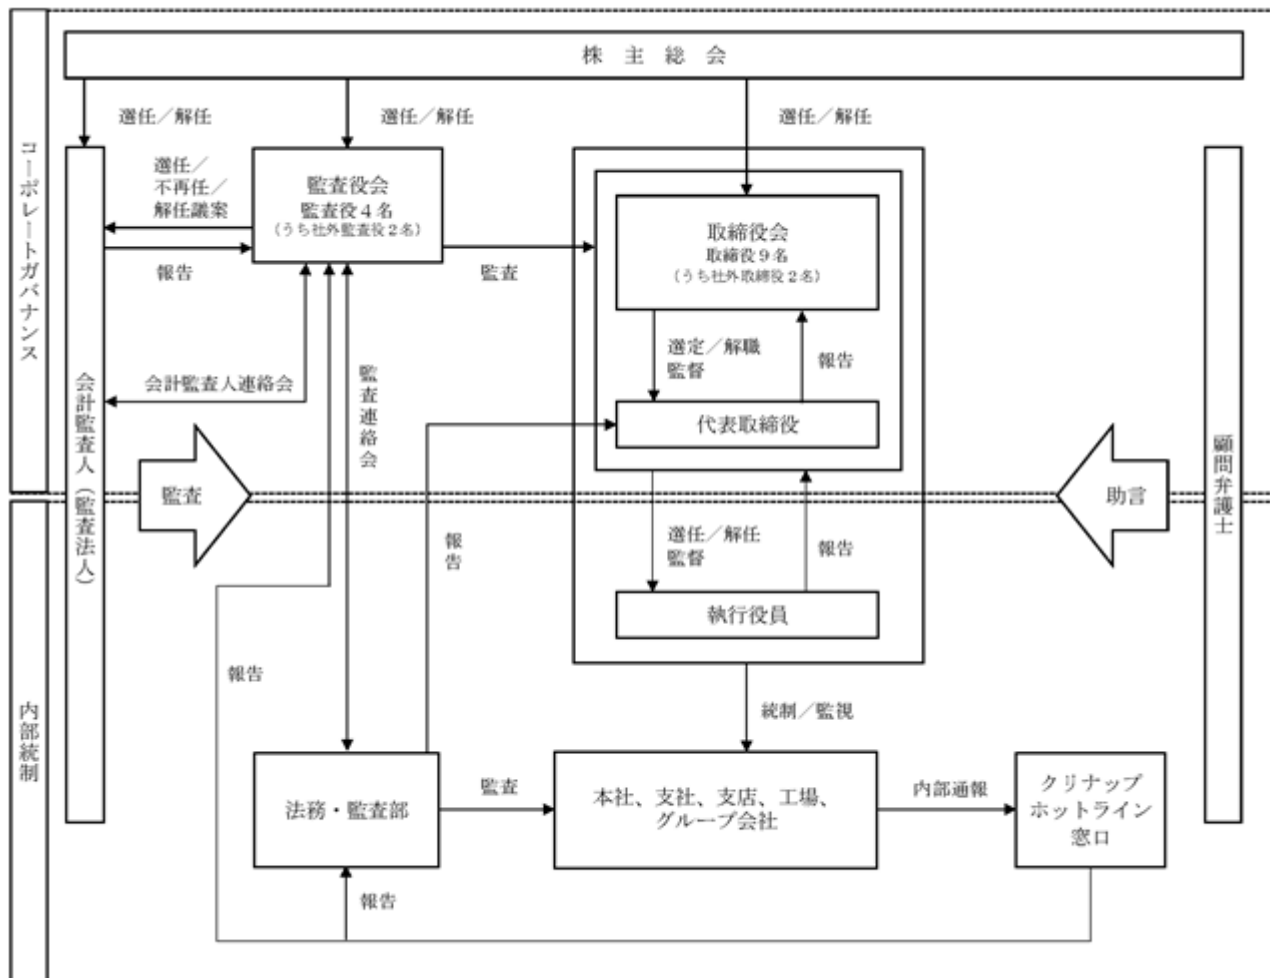 株主総会
選任／解任
選任／解任
選任／解任
コーポレートガバナンス
選任／
不再任／
解任議案
監査役会
監査役４名
（うち社外監査役２名）
取締役会
取締役９名
（うち社外取締役２名）
報告
監査
選定／解職
監督
報告
会計監査人連絡会
監査連絡会
代表取締役
会計監査人（監査法人）
顧問弁護士
監査
助言
報告
選任／解任
監督
報告
執行役員
報告
統制／監視
内部統制
法務・監査部
監査
本社、支社、支店、工場、
グループ会社
内部通報
クリナップ
ホットライン
窓口
報告